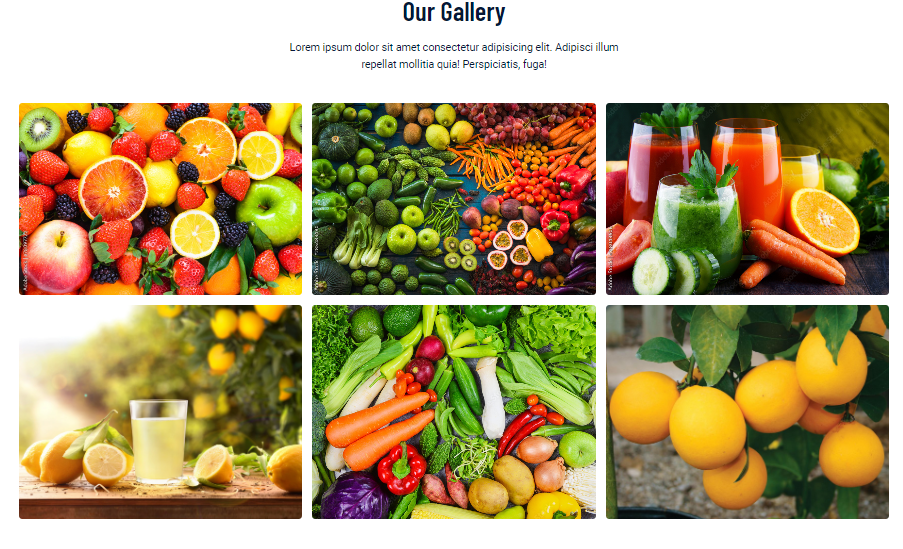 Our Gallery
Lorem ipsum dolor sit amet consectetur adipisicing elit. Adipisci illum
repellat mollitia quia! Perspiciatis, fuga!